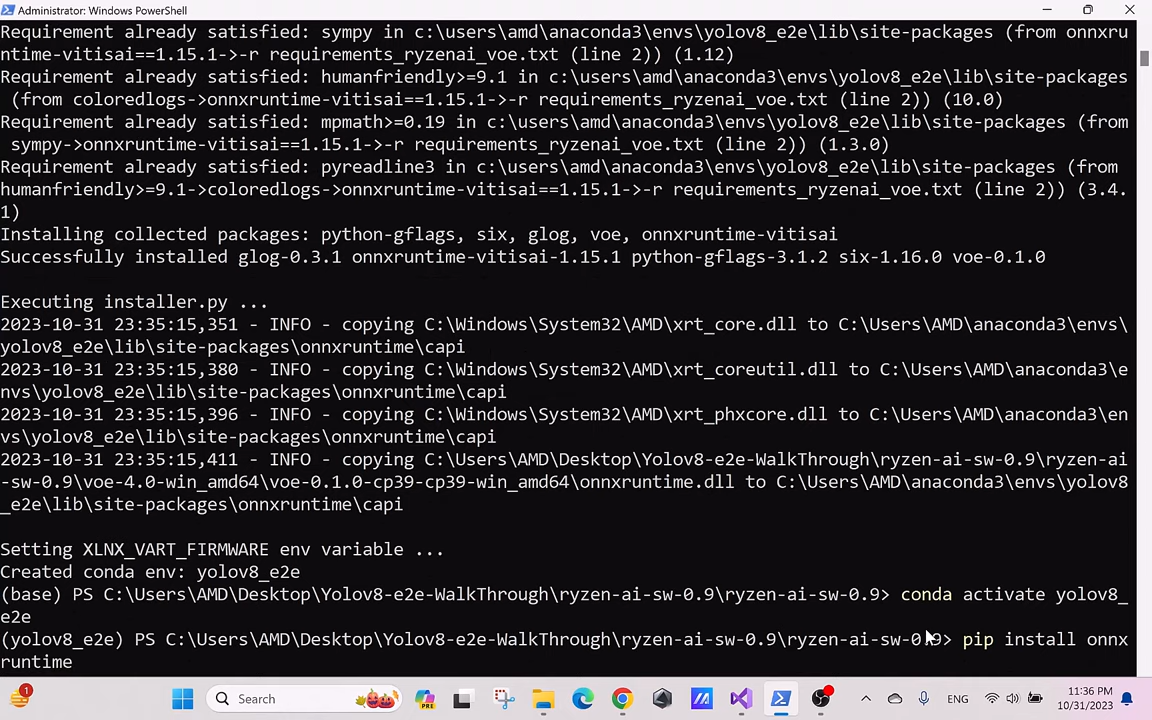 Administrator: Windows PowerShell
Requirement already satisfied: sympy in c:\users\amd\anaconda3\envs\yolov8_e2e\lib\site-packages (from onnxru
ntime-vitisai==1.15.1->-r requirements_ryzenai_voe.txt (line 2)) (1.12)
Requirement already satisfied: humanfriendly>=9.1 in c:\users\amd\anaconda3\envs\yolov8_e2e\lib\site-packages
 (from coloredlogs->onnxruntime-vitisai==1.15.1->-r requirements_ryzenai_voe.txt (line 2)) (10.0)
Requirement already satisfied: mpmath>=0.19 in c:\users\amd\anaconda3\envs\yolov8_e2e\lib\site-packages (from
 sympy->onnxruntime-vitisai==1.15.1->-r requirements_ryzenai_voe.txt (line 2)) (1.3.0)
Requirement already satisfied: pyreadline3 in c:\users\amd\anaconda3\envs\yolov8_e2e\lib\site-packages (from
humanfriendly>=9.1->coloredlogs->onnxruntime-vitisai==1.15.1->-r requirements_ryzenai_voe.txt (line 2)) (3.4.
1)
Installing collected packages: python-gflags, six, glog, voe, onnxruntime-vitisai
Successfully installed glog-0.3.1 onnxruntime-vitisai-1.15.1 python-gflags-3.1.2 six-1.16.0 voe-0.1.0
Executing installer.py ...
2023-10-31 23:35:15,351 - INFO - copying C:\Windows\System32\AMD\xrt_core.dll to C:\Users\AMD\anaconda3\envs\
yolov8_e2e\lib\site-packages\onnxruntime\capi
2023-10-31 23:35:15,380 - INFO - copying C:\Windows\System32\AMD\xrt_coreutil.dll to C:\Users\AMD\anaconda3\e
nvs\yolov8_e2e\lib\site-packages\onnxruntime\capi
2023-10-31 23:35:15,396 - INFO - copying C:\Windows\System32\AMD\xrt_phxcore.dll to C:\Users\AMD\anaconda3\en
vs\yolov8_e2e\lib\site-packages\onnxruntime\capi
2023-10-31 23:35:15,411 - INFO - copying C:\Users\AMD\Desktop\Yolov8-e2e-WalkThrough\ryzen-ai-sw-0.9\ryzen-ai
-sw-0.9\voe-4.0-win_amd64\voe-0.1.0-cp39-cp39-win_amd64\onnxruntime.dll to C:\Users\AMD\anaconda3\envs\yolov8
_e2e\lib\site-packages\onnxruntime\capi
Setting XLNX_VART_FIRMWARE env variable ...
Created conda env: yolov8_e2e
(base) PS C:\Users\AMD\Desktop\Yolov8-e2e-WalkThrough\ryzen-ai-sw-0.9\ryzen-ai-sw-0.9> conda activate yolov8_
e2e
(yolov8_e2e) PS C:\Users\AMD\Desktop\Yolov8-e2e-WalkThrough\ryzen-ai-sw-0.9\ryzen-ai-sw-0.9> pip install onnx
runtime
1
Search
PRE
ENG
11:36 PM
10/31/2023